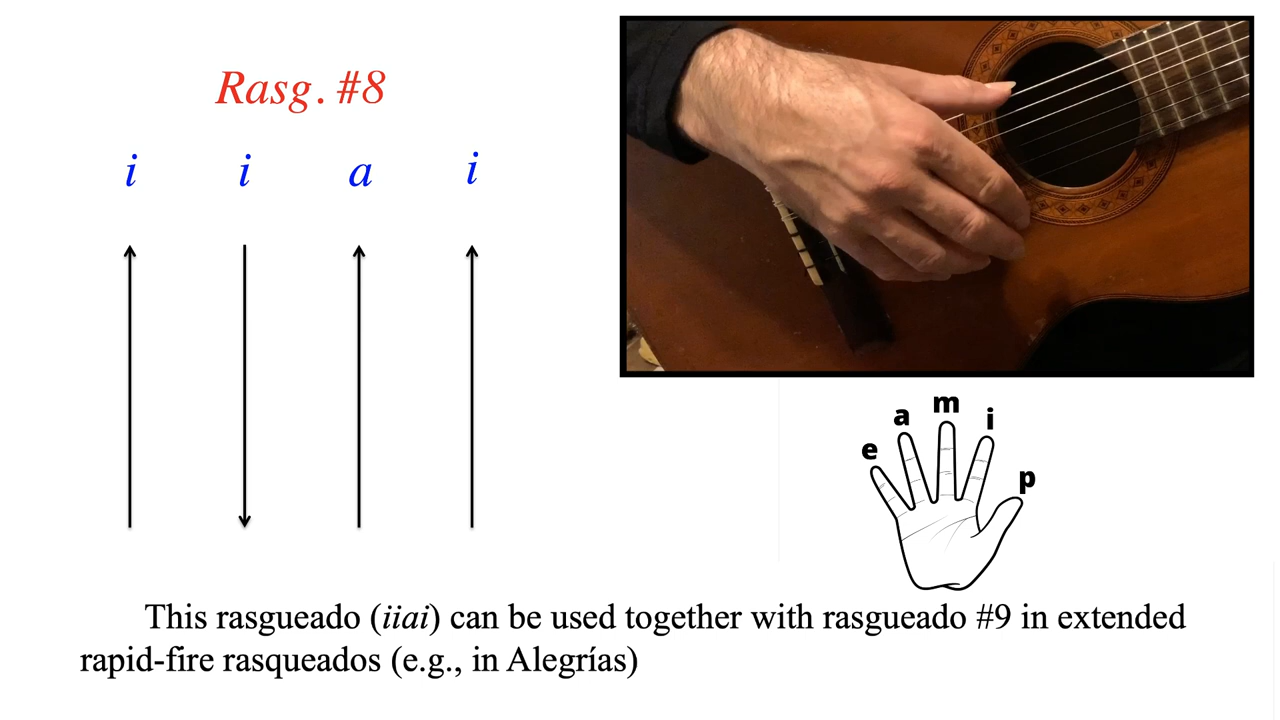 Rasg. #8
i i a i
e a m i p
This rasgueado (iiai) can be used together with rasgueado #9 in extended
rapid-fire rasqueados (e.g., in Alegrías)